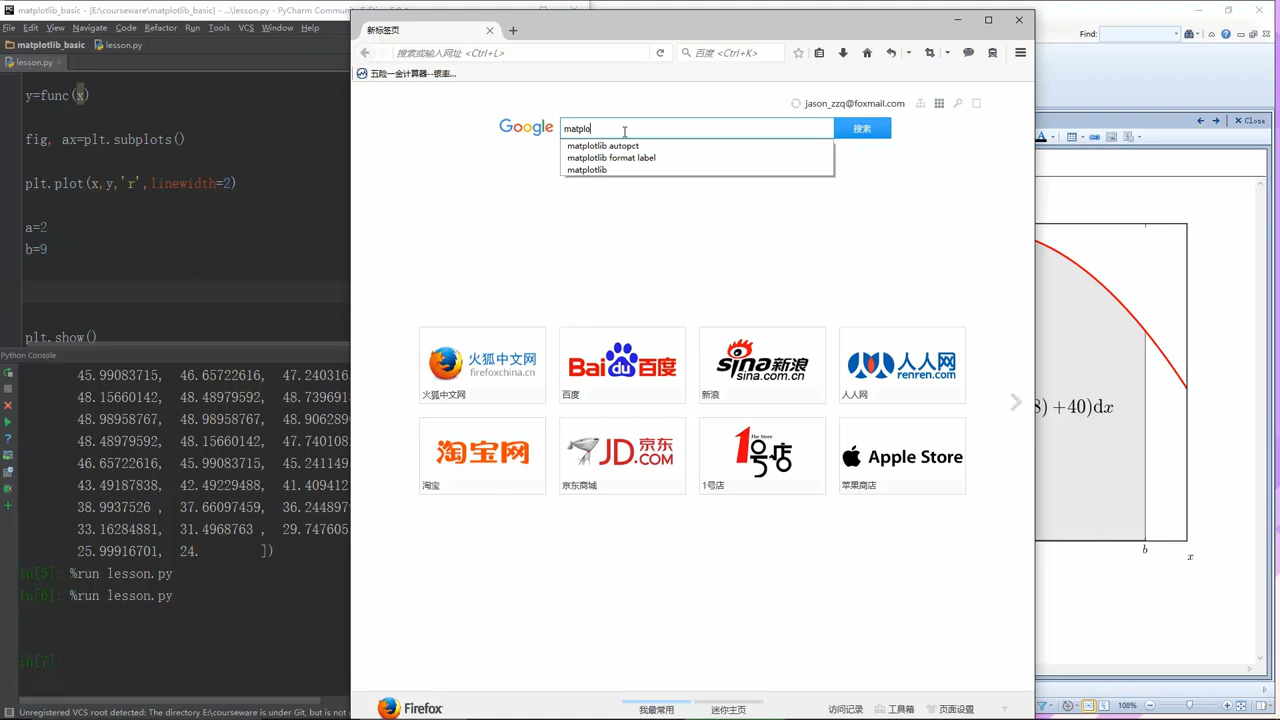 matplotlib_basic - [E:\courseware\matplotlib_basic] - ...\lesson.py - PyCharm Commun
File Edit View Navigate Code Refactor Run Tools VCS Window Help
matplotlib_basic lesson.py
lesson.py
y=func(x)
fig, ax=plt.subplots()
plt.plot(x,y,'r',linewidth=2)
a=2
b=9
plt.show()
Python Console
45.99083715, 46.65722616, 47.240316
48.15660142, 48.48979592, 48.739691
48.98958767, 48.98958767, 48.906289
48.48979592, 48.15660142, 47.740108
46.65722616, 45.99083715, 45.241149
43.49187838, 42.49229488, 41.409412
38.9937526 , 37.66097459, 36.244897
33.16284881, 31.4968763 , 29.747605
25.99916701, 24. ])
In[5]: %run lesson.py
In[6]: %run lesson.py
In[7]:
Unregistered VCS root detected: The directory E:\courseware is under Git, but is not
新标签页
搜索或输入网址 <Ctrl+L>
百度 <Ctrl+K>
五险一金计算器--银率...
jason_zzq@foxmail.com
Google matplo 搜索
matplotlib autopct
matplotlib format label
matplotlib
火狐中文网
firefoxchina.cn
火狐中文网
Bai du 百度
百度
sina新浪
sina.com.cn
新浪
人人网
renren.com
人人网
淘宝网
淘宝
JD 京东
.COM
京东商城
The Store
1号店
1号店
Apple Store
苹果商店
Firefox
我最常用 迷你主页
访问记录 工具箱 页面设置
Find:
Close
8)+40)dx
b
x
108%